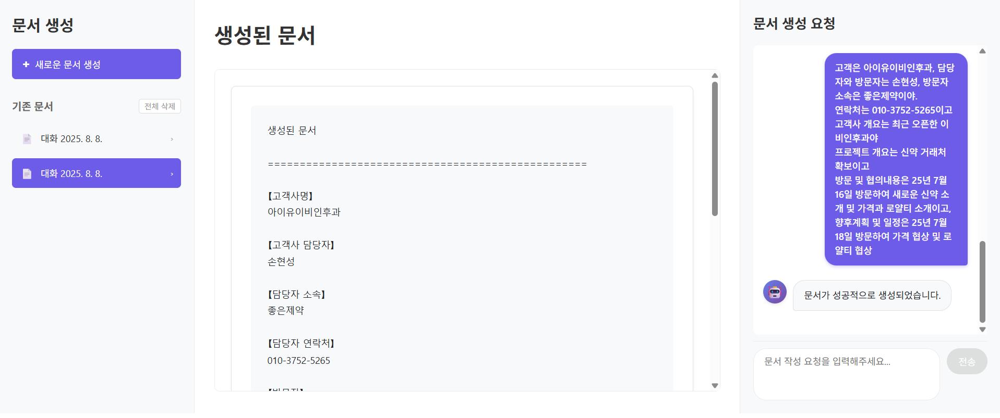 문서 생성
+ 새로운 문서 생성
기존 문서
전체 삭제
대화 2025. 8. 8. ›
대화 2025. 8. 8. ›
생성된 문서
생성된 문서
==================================================
【고객사명】
아이유이비인후과
【고객사 담당자】
손현성
【담당자 소속】
좋은제약
【담당자 연락처】
010-3752-5265
【방문자】
문서 생성 요청
고객은 아이유이비인후과, 담당
자와 방문자는 손현성, 방문자
소속은 좋은제약이야.
연락처는 010-3752-5265이고
고객사 개요는 최근 오픈한 이
비인후과야
프로젝트 개요는 신약 거래처
확보이고
방문 및 협의내용은 25년 7월
16일 방문하여 새로운 신약 소
개 및 가격과 로얄티 소개이고,
향후계획 및 일정은 25년 7월
18일 방문하여 가격 협상 및 로
얄티 협상
문서가 성공적으로 생성되었습니다.
문서 작성 요청을 입력해주세요...
전송